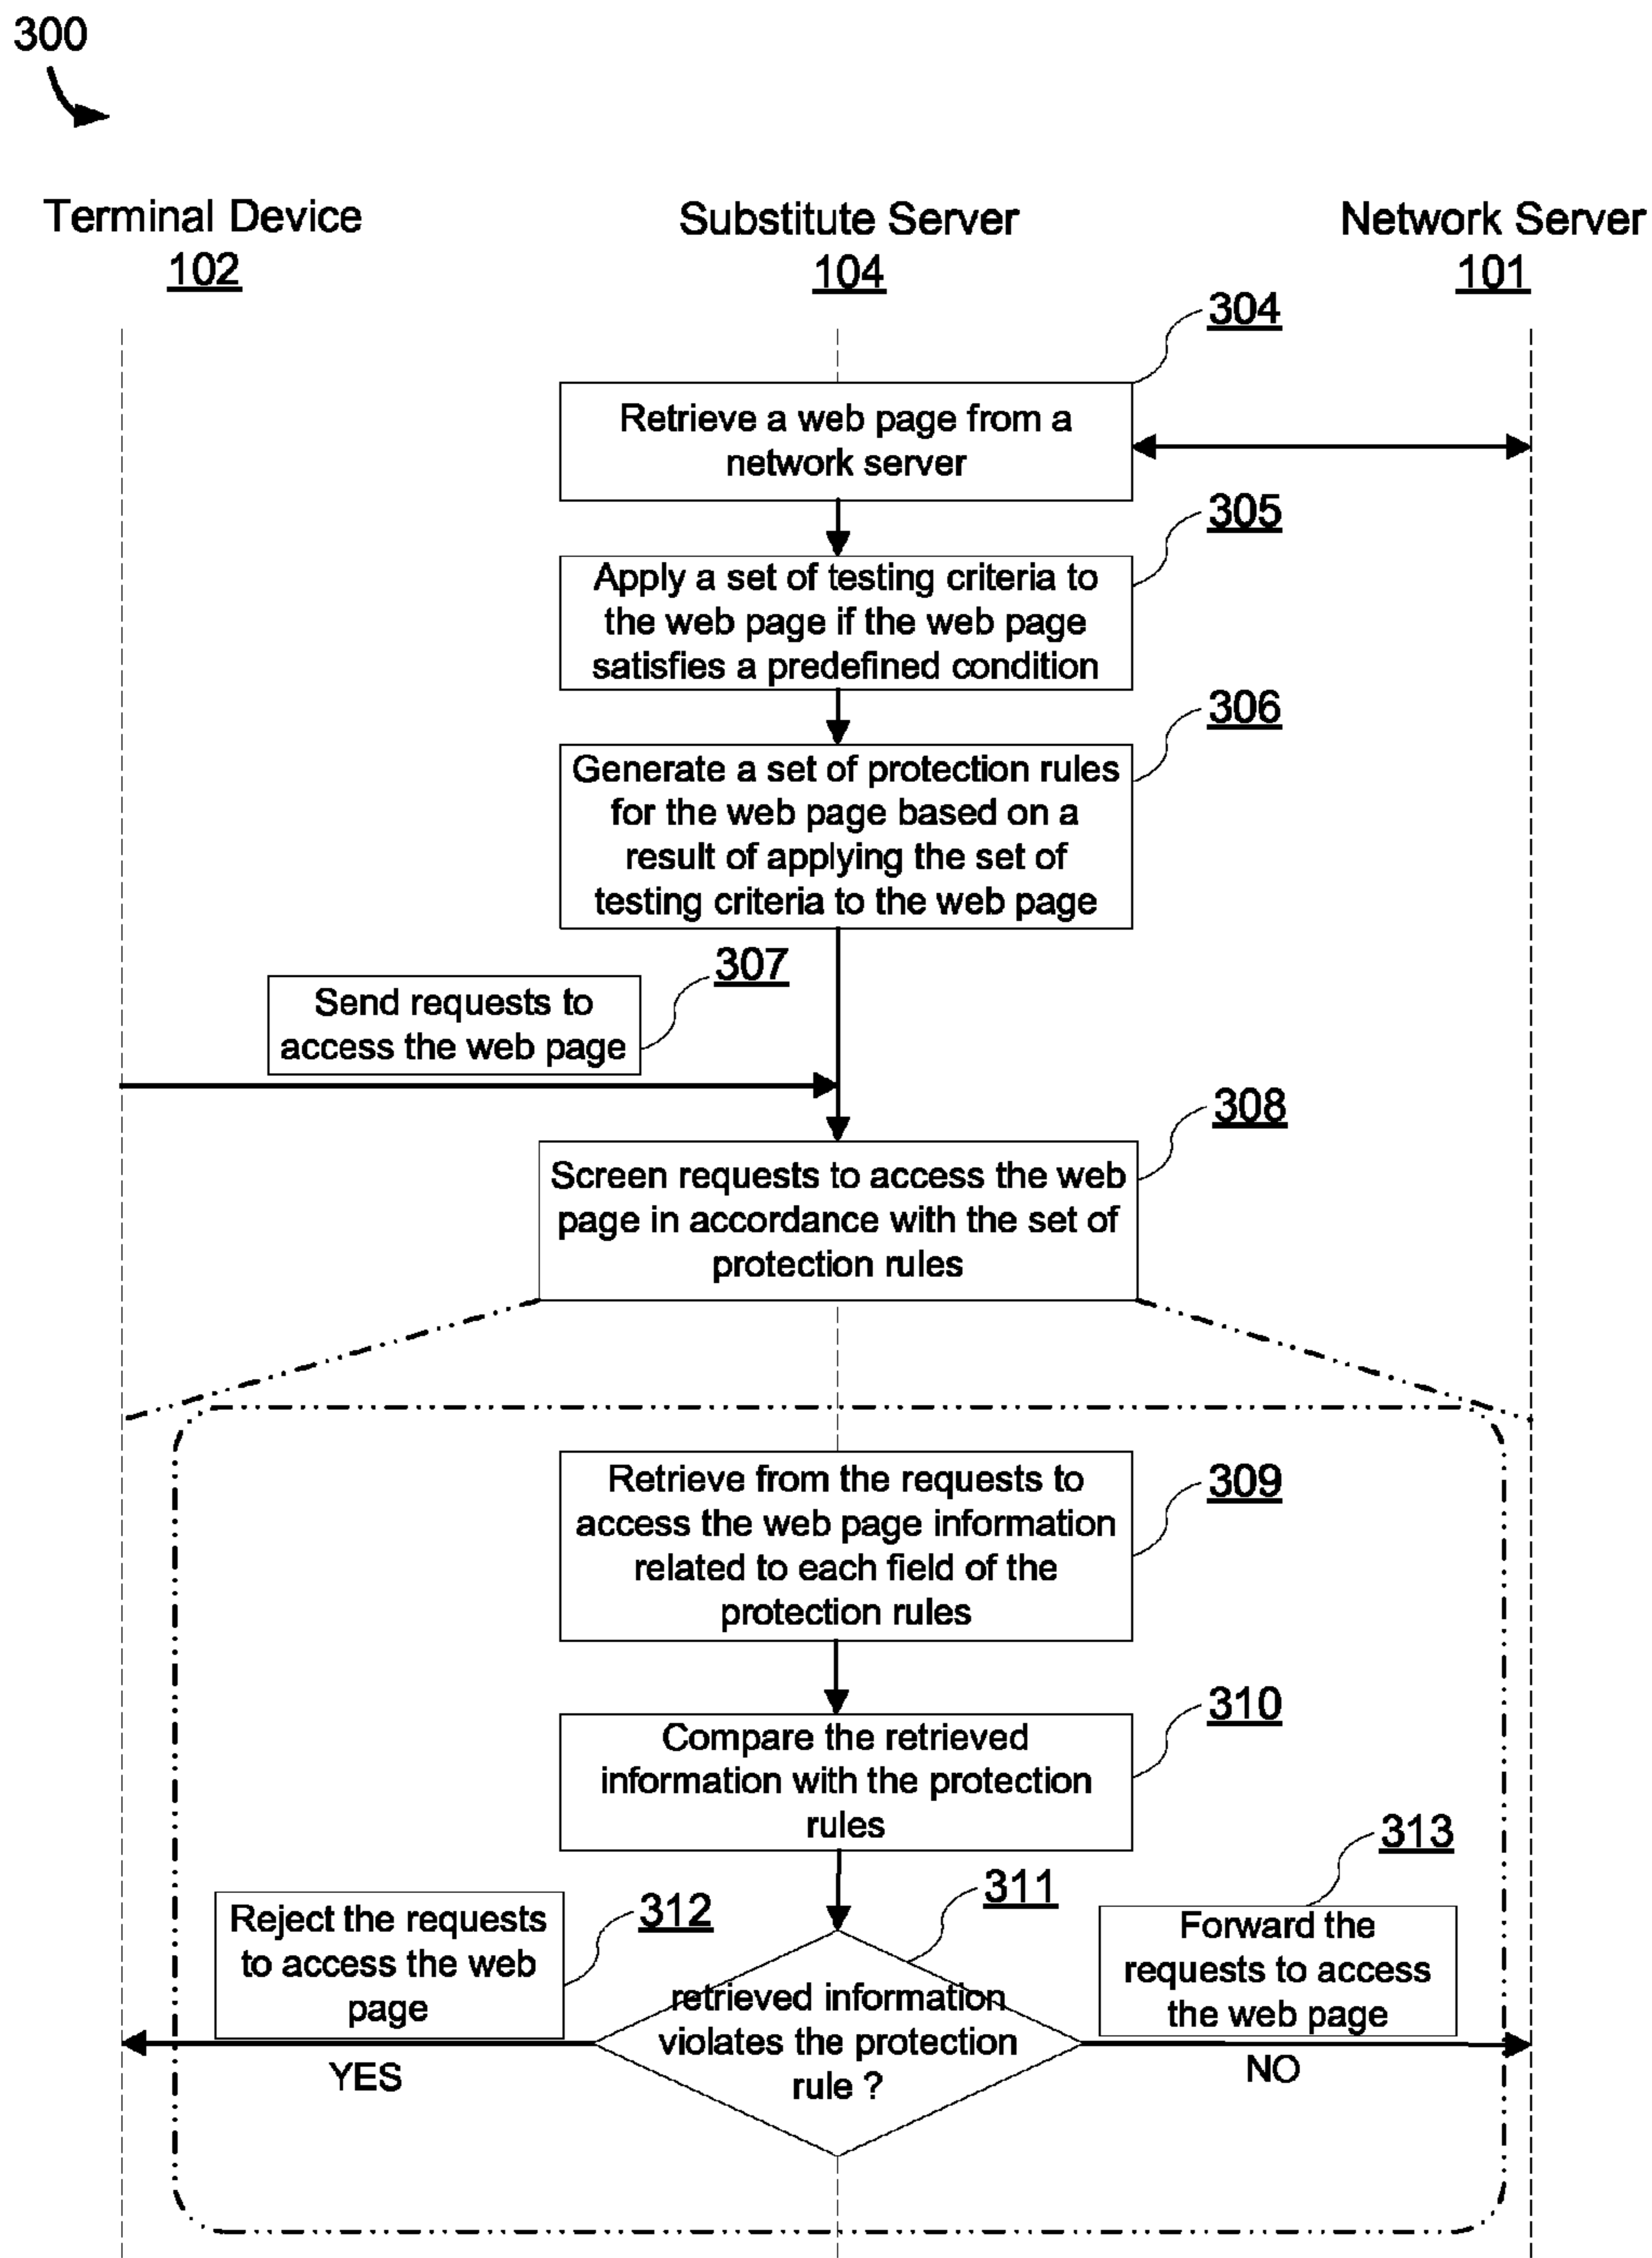 300
Terminal Device
102
Substitute Server
104
Network Server
101
304
Retrieve a web page from a
network server
305
Apply a set of testing criteria to
the web page if the web page
satisfies a predefined condition
306
Generate a set of protection rules
for the web page based on a
result of applying the set of
testing criteria to the web page
307
Send requests to
access the web page
308
Screen requests to access the web
page in accordance with the set of
protection rules
309
Retrieve from the requests to
access the web page information
related to each field of the
protection rules
310
Compare the retrieved
information with the protection
rules
311
retrieved information
violates the protection
rule ?
312
Reject the requests
to access the web
page
YES
313
Forward the
requests to access
the web page
NO